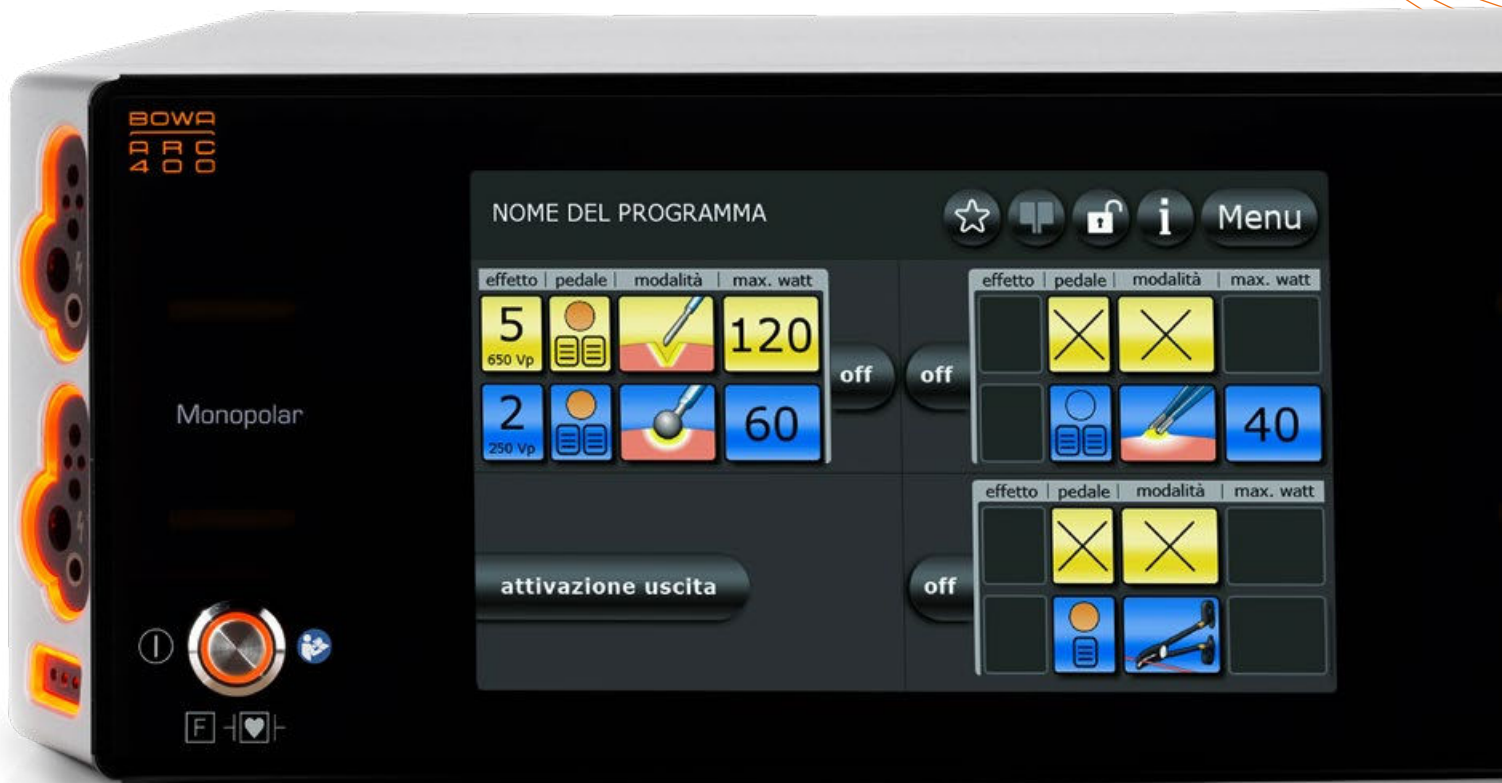 BOWA
ARC
400
NOME DEL PROGRAMMA
i
Menu
effetto | pedale | modalità | max. watt
5
650 Vp
120
off
2
250 Vp
60
Monopolar
off
effetto | pedale | modalità | max. watt
40
attivazione uscita
off
effetto | pedale | modalità | max. watt
F